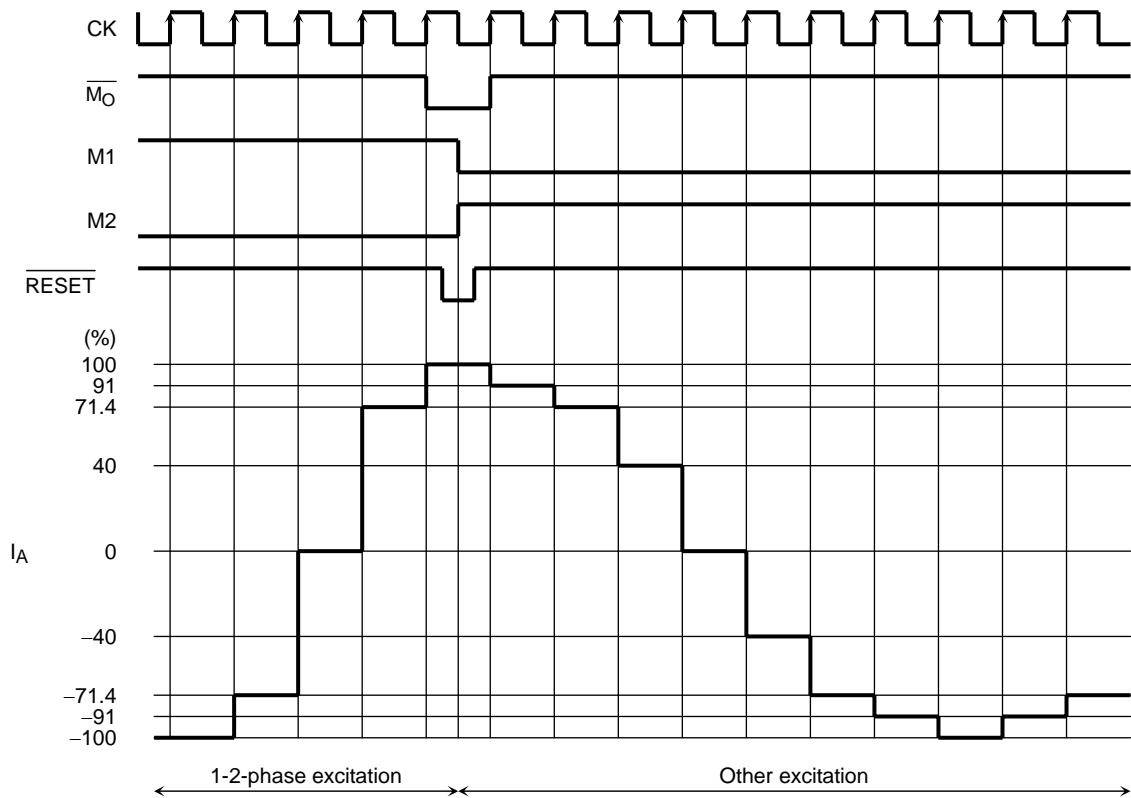 CK
M̅O̅
M1
M2
R̅E̅S̅E̅T̅
(%)
100
91
71.4
40
IA
0
−40
−71.4
−91
−100
1-2-phase excitation
Other excitation